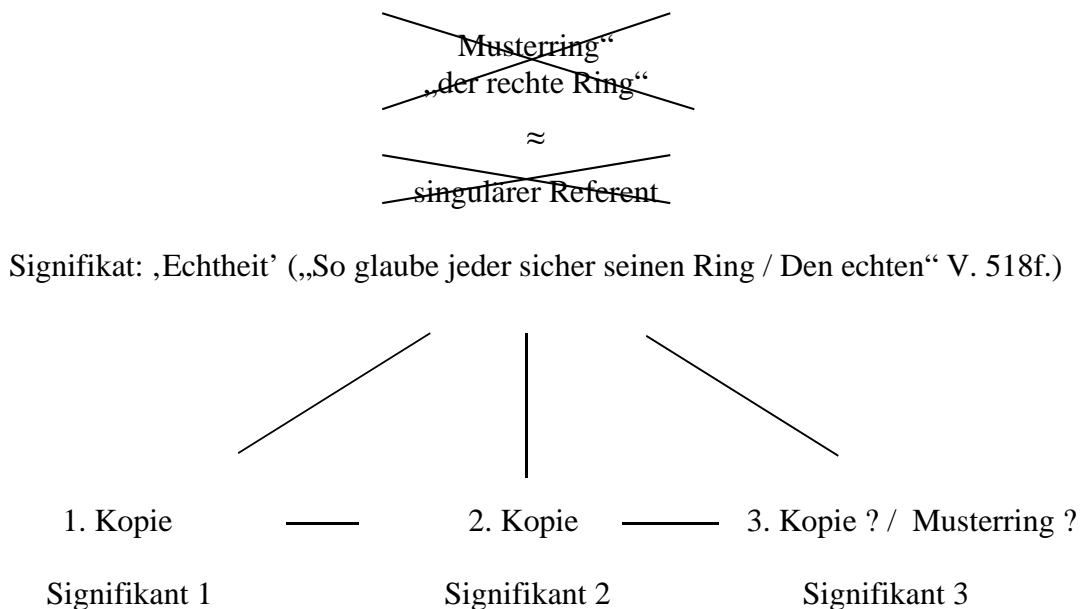 Musterring“
„der rechte Ring“
≈
singulärer Referent
Signifikat: ‚Echtheit’ („So glaube jeder sicher seinen Ring / Den echten“ V. 518f.)
1. Kopie 2. Kopie 3. Kopie ? / Musterring ?
Signifikant 1 Signifikant 2 Signifikant 3